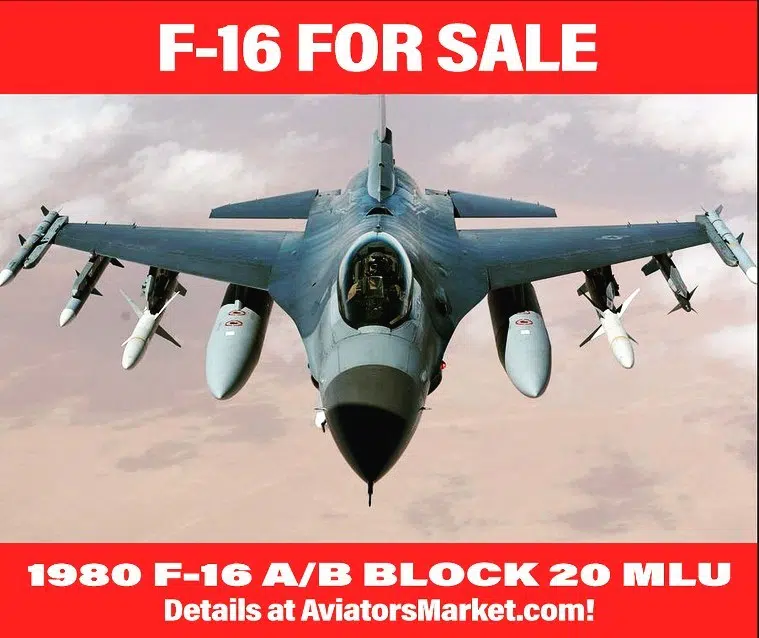 F-16 FOR SALE
1980 F-16 A/B BLOCK 20 MLU
Details at AviatorsMarket.com!